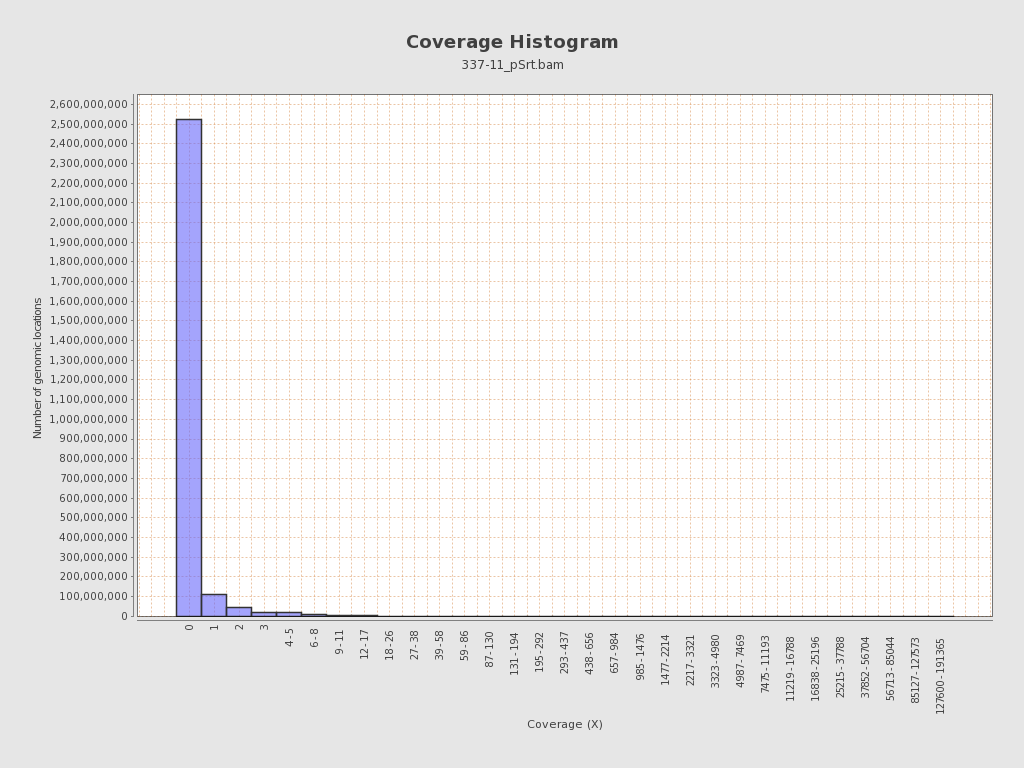 Coverage Histogram
337-11_pSrt.bam
Number of genomic locations
2,600,000,000
2,500,000,000
2,400,000,000
2,300,000,000
2,200,000,000
2,100,000,000
2,000,000,000
1,900,000,000
1,800,000,000
1,700,000,000
1,600,000,000
1,500,000,000
1,400,000,000
1,300,000,000
1,200,000,000
1,100,000,000
1,000,000,000
900,000,000
800,000,000
700,000,000
600,000,000
500,000,000
400,000,000
300,000,000
200,000,000
100,000,000
0
0
1
2
3
4 - 5
6 - 8
9 - 11
12 - 17
18 - 26
27 - 38
39 - 58
59 - 86
87 - 130
131 - 194
195 - 292
293 - 437
438 - 656
657 - 984
985 - 1476
1477 - 2214
2217 - 3321
3323 - 4980
4987 - 7469
7475 - 11193
11219 - 16788
16838 - 25196
25215 - 37788
37852 - 56704
56713 - 85044
85127 - 127573
127600 - 191365
Coverage (X)